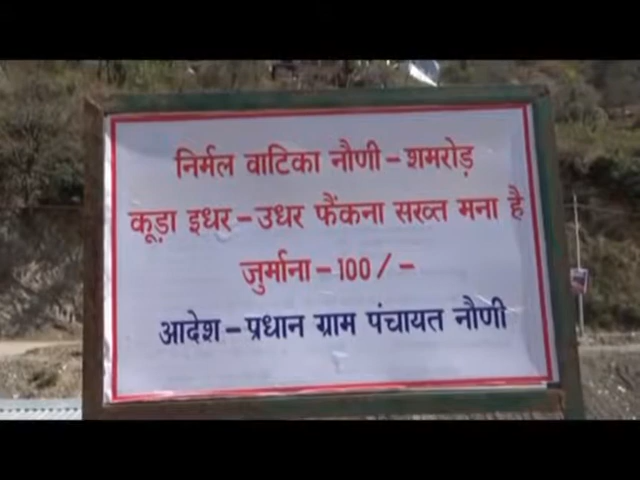 निर्मल वाटिका नौणी – शमरोड़
कूड़ा इधर – उधर फैंकना सख्त मना है
जुर्माना – 100 / –
आदेश – प्रधान ग्राम पंचायत नौणी